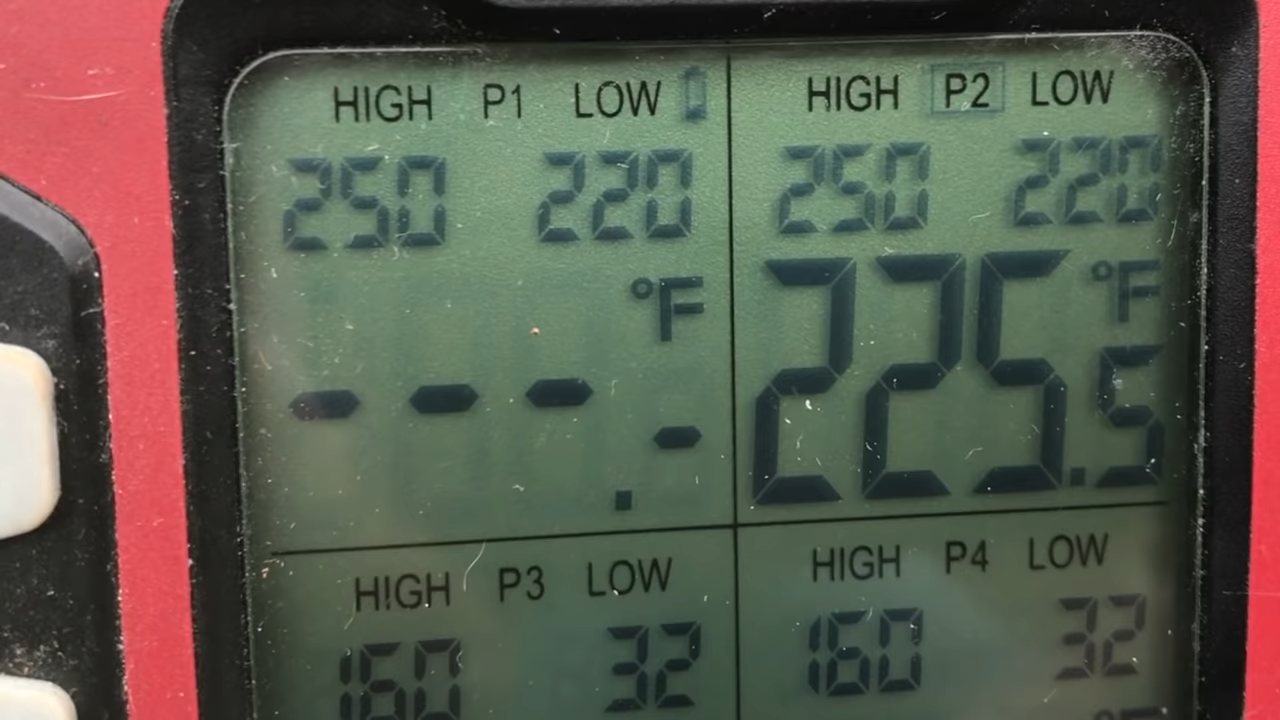 HIGH P1 LOW
250 220
°F
---.-
HIGH P2 LOW
250 220
°F
225.5
HIGH P3 LOW
160 32
HIGH P4 LOW
160 32